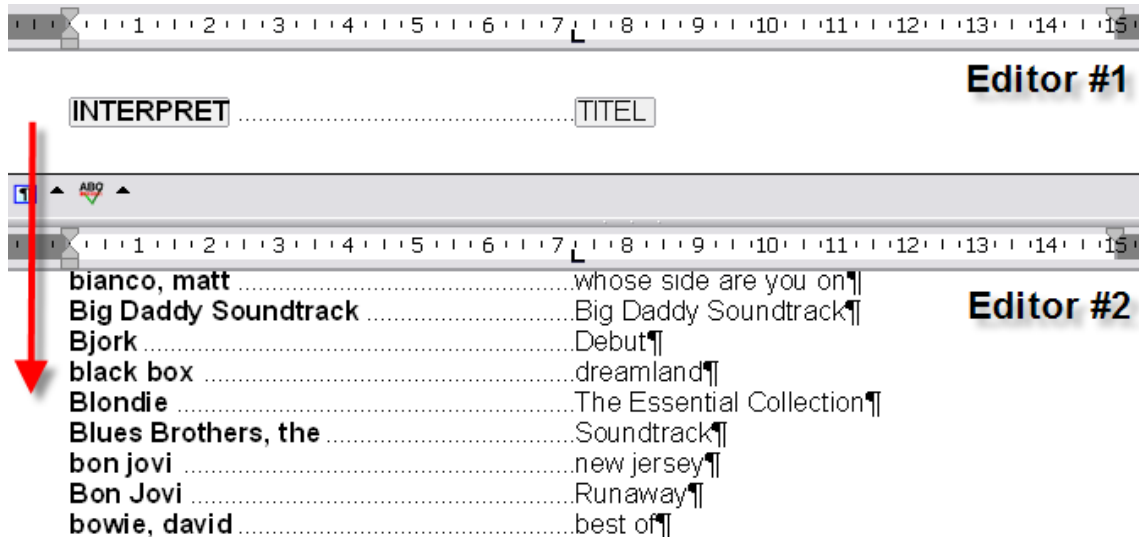 1 2 3 4 5 6 7 8 9 10 11 12 13 14 15
Editor #1
INTERPRET ..................................................TITEL
¶ ABC
1 2 3 4 5 6 7 8 9 10 11 12 13 14 15
bianco, matt ..................................................whose side are you on¶
Editor #2
Big Daddy Soundtrack ...............................Big Daddy Soundtrack¶
Bjork ................................................................Debut¶
black box .......................................................dreamland¶
Blondie ...........................................................The Essential Collection¶
Blues Brothers, the .....................................Soundtrack¶
bon jovi ..........................................................new jersey¶
Bon Jovi .........................................................Runaway¶
bowie, david ..................................................best of¶